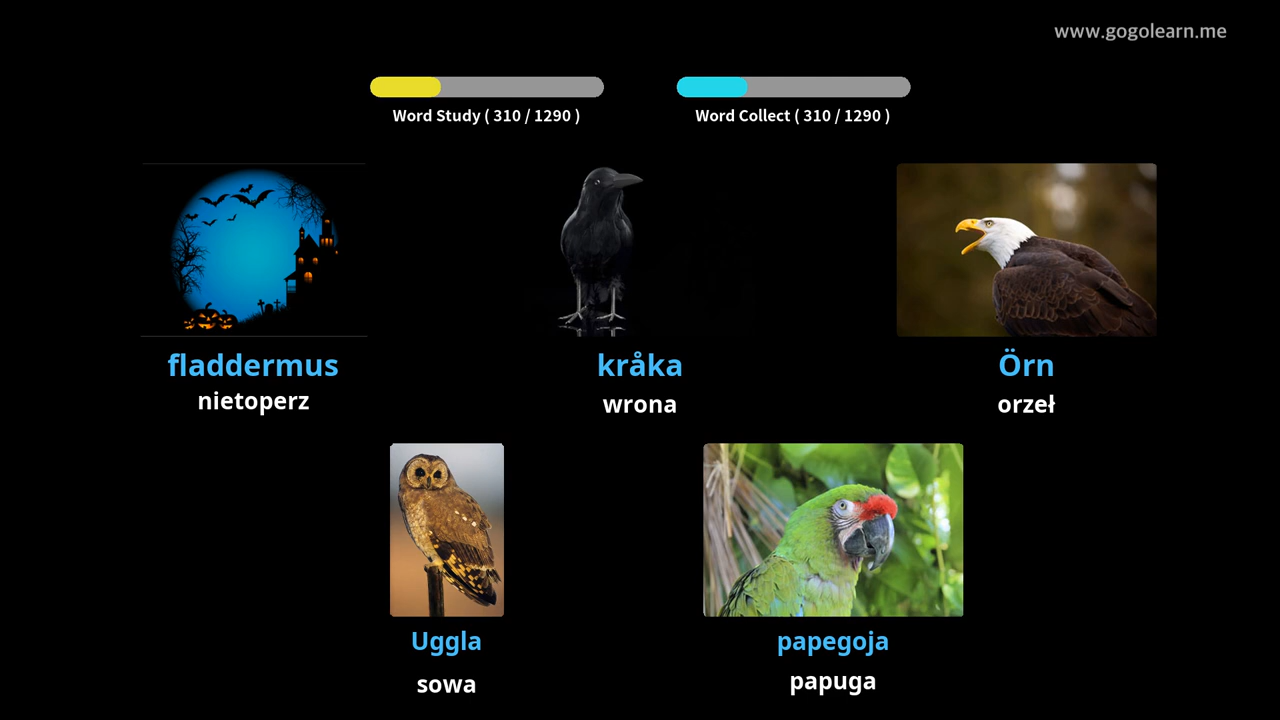 www.gogolearn.me
Word Study ( 310 / 1290 )
Word Collect ( 310 / 1290 )
fladdermus
nietoperz
kråka
wrona
Örn
orzeł
Uggla
sowa
papegoja
papuga